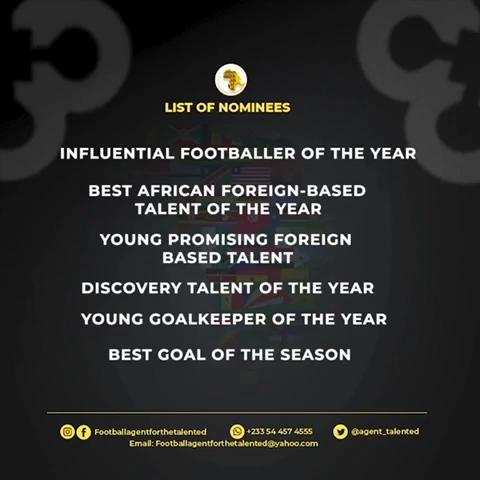 LIST OF NOMINEES
INFLUENTIAL FOOTBALLER OF THE YEAR
BEST AFRICAN FOREIGN-BASED
TALENT OF THE YEAR
YOUNG PROMISING FOREIGN
BASED TALENT
DISCOVERY TALENT OF THE YEAR
YOUNG GOALKEEPER OF THE YEAR
BEST GOAL OF THE SEASON
Footballagentforthetalented +233 54 457 4555 @agent_talented
Email: Footballagentforthetalented@yahoo.com